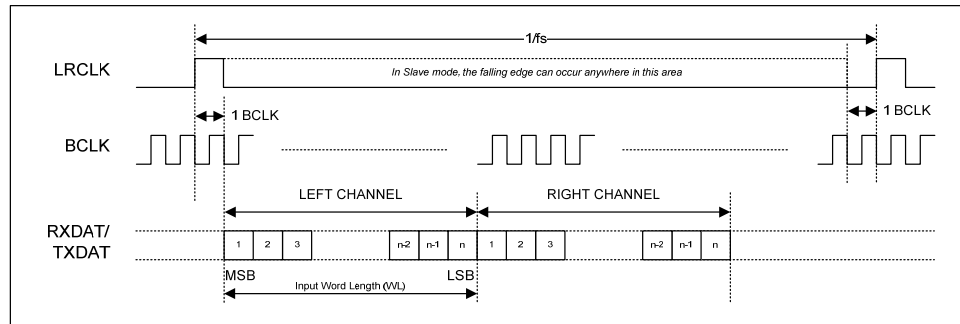 1/fs
LRCLK
In Slave mode, the falling edge can occur anywhere in this area
1 BCLK
1 BCLK
BCLK
LEFT CHANNEL
RIGHT CHANNEL
RXDAT/
TXDAT
1 2 3 n-2 n-1 n 1 2 3 n-2 n-1 n
MSB
LSB
Input Word Length (WL)